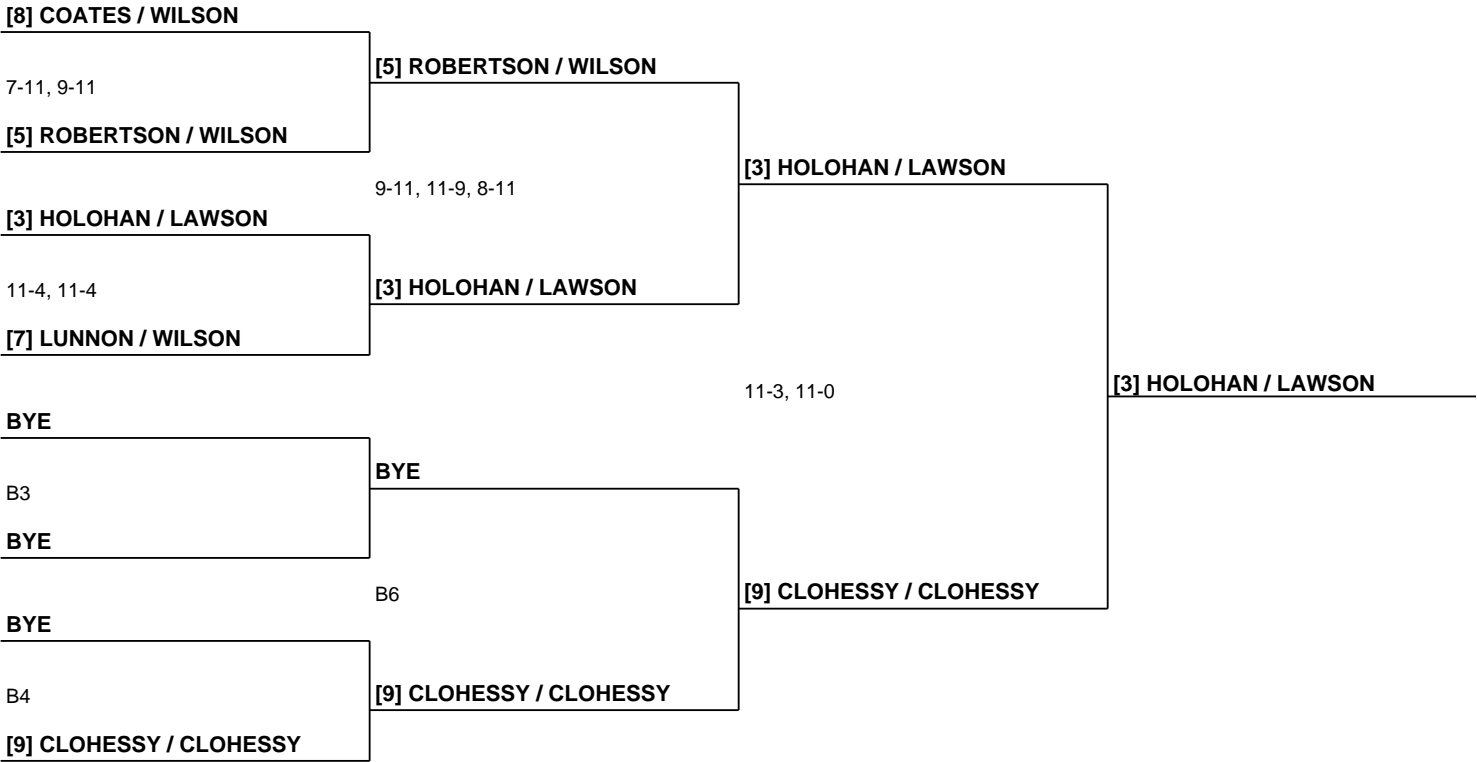 [8] COATES / WILSON
[5] ROBERTSON / WILSON
7-11, 9-11
[5] ROBERTSON / WILSON
[3] HOLOHAN / LAWSON
9-11, 11-9, 8-11
[3] HOLOHAN / LAWSON
[3] HOLOHAN / LAWSON
11-4, 11-4
[7] LUNNON / WILSON
[3] HOLOHAN / LAWSON
11-3, 11-0
BYE
BYE
B3
BYE
[9] CLOHESSY / CLOHESSY
B6
BYE
[9] CLOHESSY / CLOHESSY
B4
[9] CLOHESSY / CLOHESSY